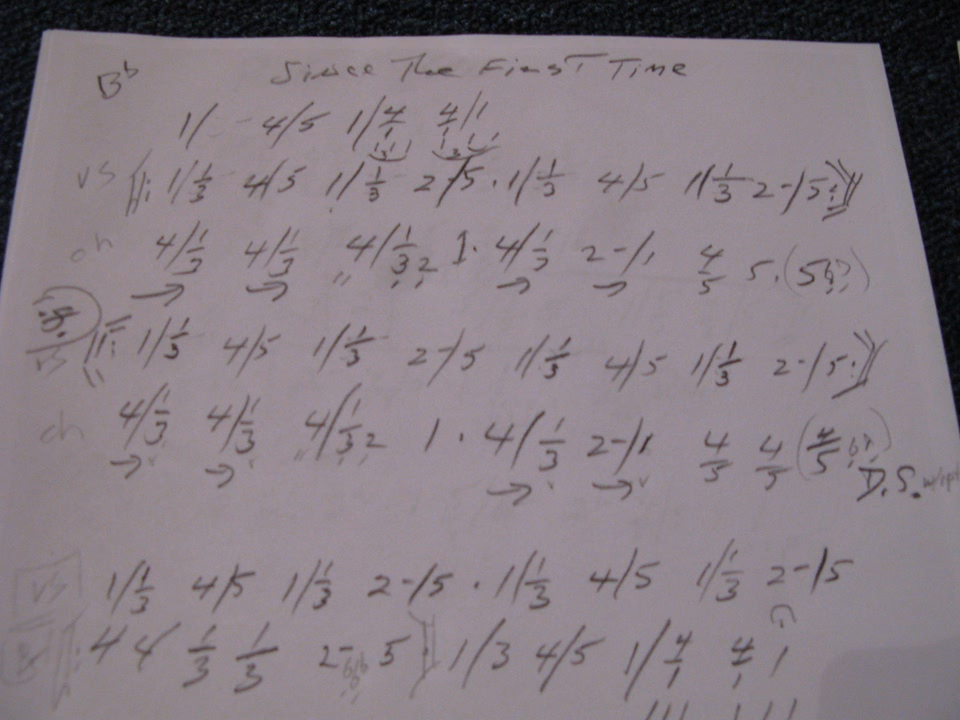 Bb Since The First Time
1/ 4/5 1/4/1 4/1
VS ||: 1/1/3 4/5 1/1/3 2-/5 . 1/1/3 4/5 1/1/3 2-/5 :||
ch 4/1/3 4/1/3 4/1/3 2 1 . 4/1/3 2-/1 4/5 5 . (5
VS ||: 1/1/3 4/5 1/1/3 2-/5 1/1/3 4/5 1/1/3 2-/5 :||
ch 4/1/3 4/1/3 4/1/3 2 1 . 4/1/3 2-/1 4/5 4/5 (4/5
D.S.
VS 1/1/3 4/5 1/1/3 2-/5 . 1/1/3 4/5 1/1/3 2-/5
||: 4 4 1/3 1/3 2- 5 :|| 1/3 4/5 1/4/1 4/1 1